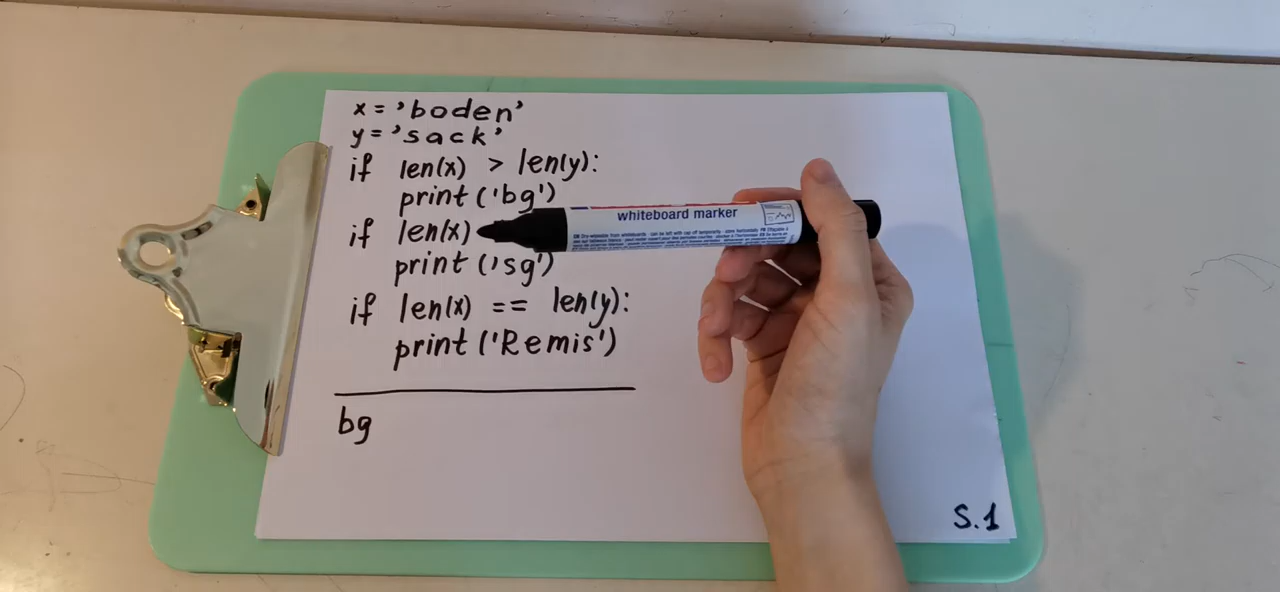 x = 'boden'
y = 'sack'
if len(x) > len(y):
print ('bg')
if len(x)
print ('sg')
if len(x) == len(y):
print ('Remis')
bg
whiteboard marker
S.1